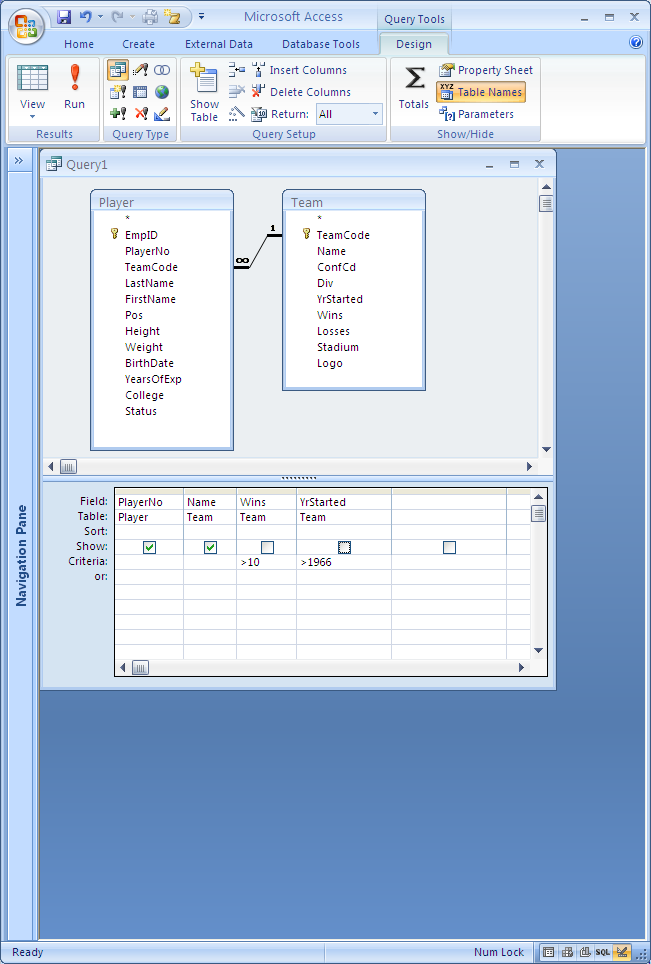 Microsoft Access
Query Tools
Home Create External Data Database Tools Design
View Run
Results
Query Type
Show Table
Insert Columns
Delete Columns
Return: All
Query Setup
Totals
XYZ
Property Sheet
Table Names
Parameters
Show/Hide
»
Navigation Pane
Query1
Player
*
EmpID
PlayerNo
TeamCode
LastName
FirstName
Pos
Height
Weight
BirthDate
YearsOfExp
College
Status
∞ 1
Team
*
TeamCode
Name
ConfCd
Div
YrStarted
Wins
Losses
Stadium
Logo
Field: PlayerNo Name Wins YrStarted
Table: Player Team Team Team
Sort:
Show:
Criteria: >10 >1966
or:
Ready Num Lock SQL